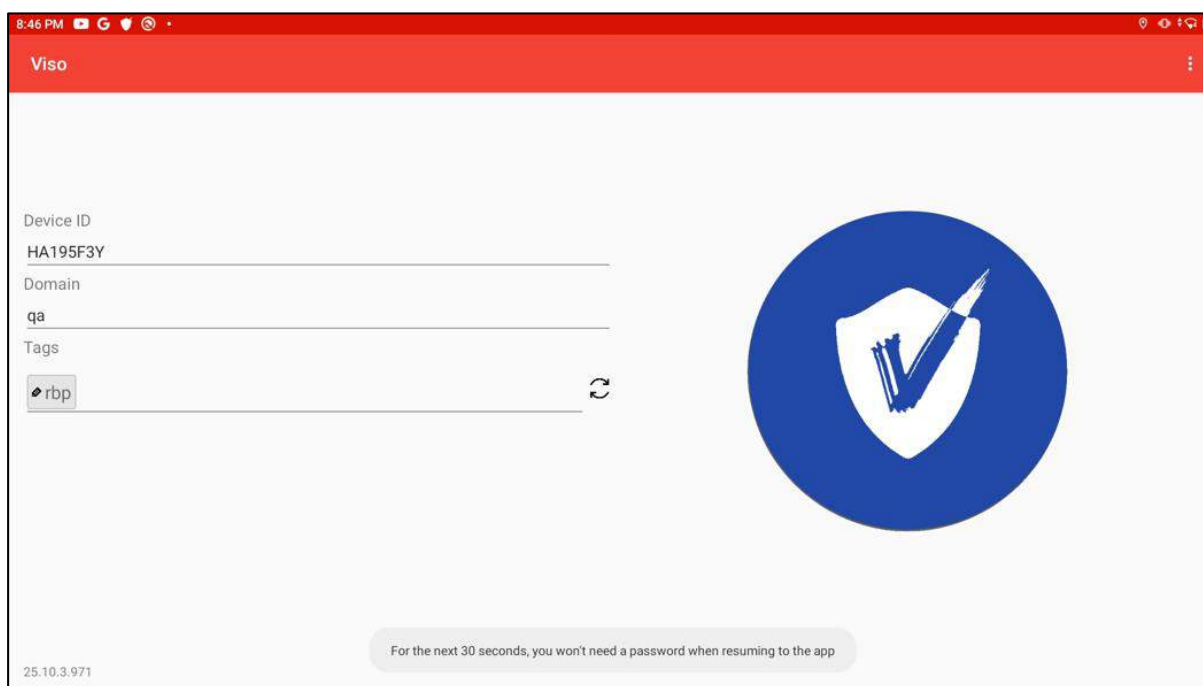 8:46 PM
Viso
Device ID
HA195F3Y
Domain
qa
Tags
rbp
For the next 30 seconds, you won't need a password when resuming to the app
25.10.3.971